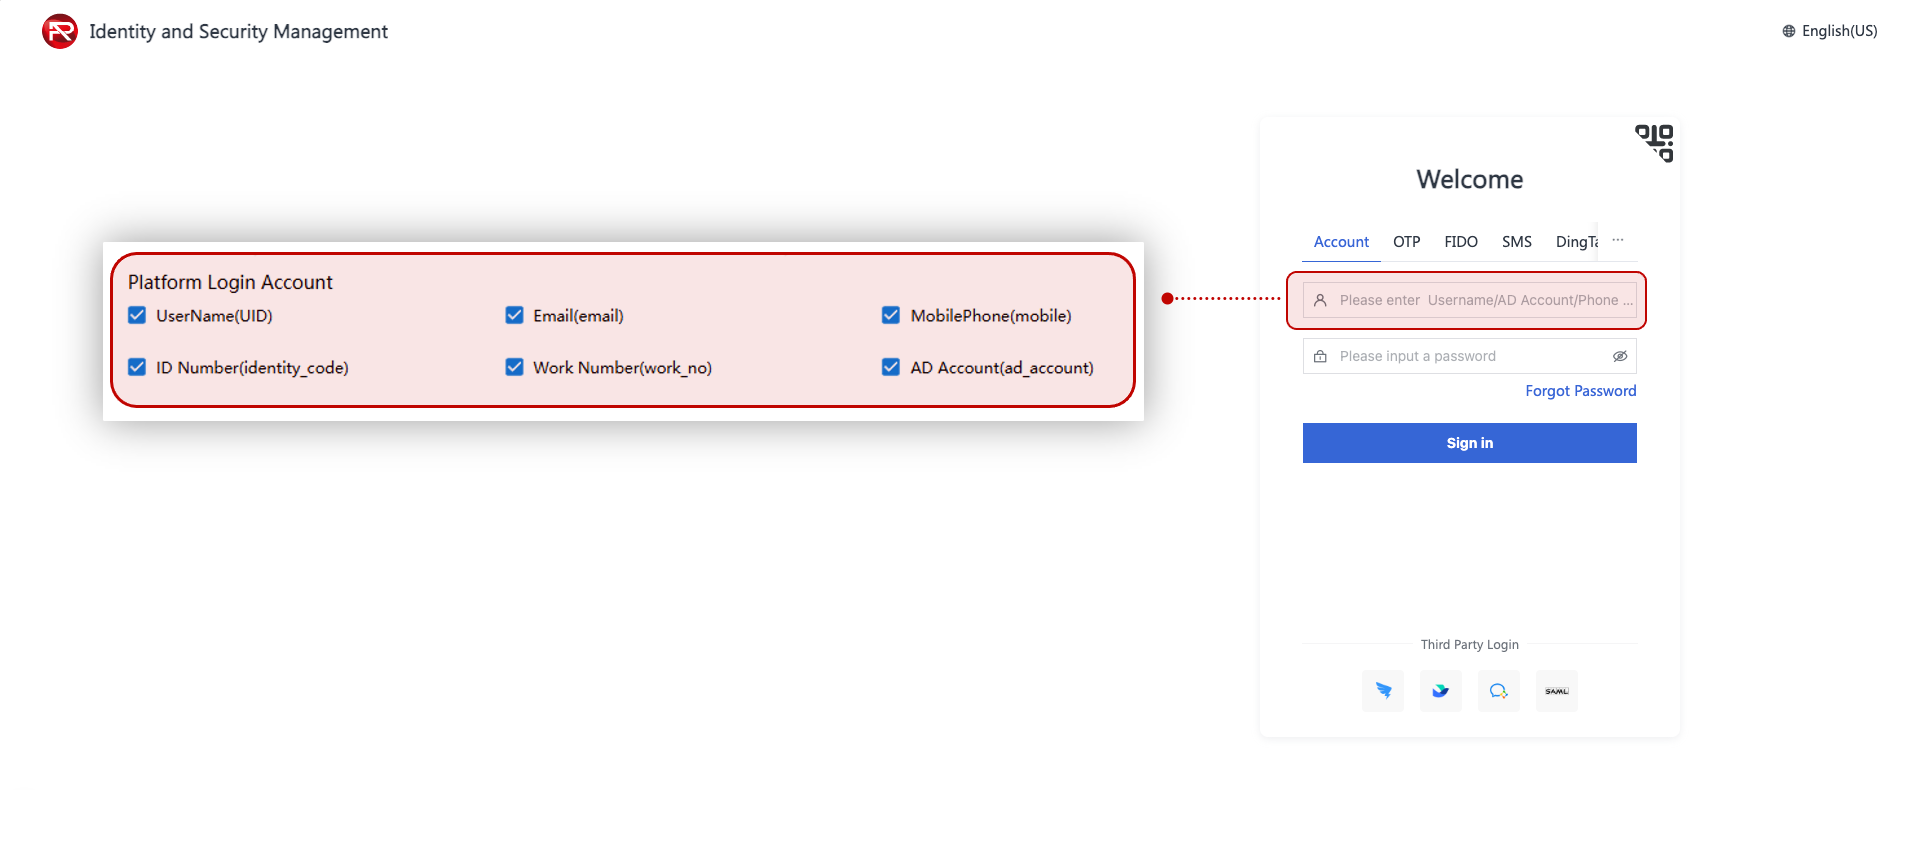 Identity and Security Management
English(US)
Welcome
Account OTP FIDO SMS DingTa ...
Platform Login Account
UserName(UID) Email(email) MobilePhone(mobile)
ID Number(identity_code) Work Number(work_no) AD Account(ad_account)
Please enter Username/AD Account/Phone ...
Please input a password
Forgot Password
Sign in
Third Party Login
SAML